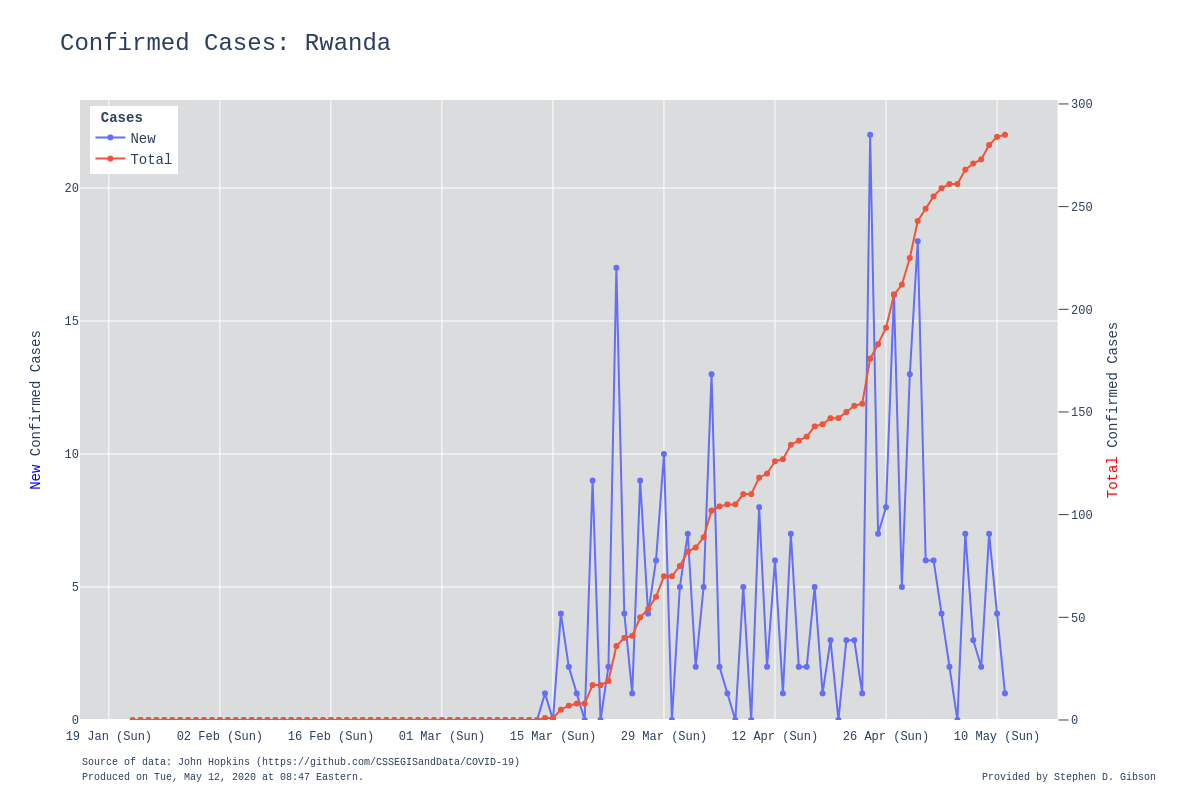 Confirmed Cases: Rwanda
Cases
New
Total
20
15
10
5
0
New Confirmed Cases
300
250
200
150
100
50
0
Total Confirmed Cases
19 Jan (Sun) 02 Feb (Sun) 16 Feb (Sun) 01 Mar (Sun) 15 Mar (Sun) 29 Mar (Sun) 12 Apr (Sun) 26 Apr (Sun) 10 May (Sun)
Source of data: John Hopkins (https://github.com/CSSEGISandData/COVID-19)
Produced on Tue, May 12, 2020 at 08:47 Eastern.
Provided by Stephen D. Gibson